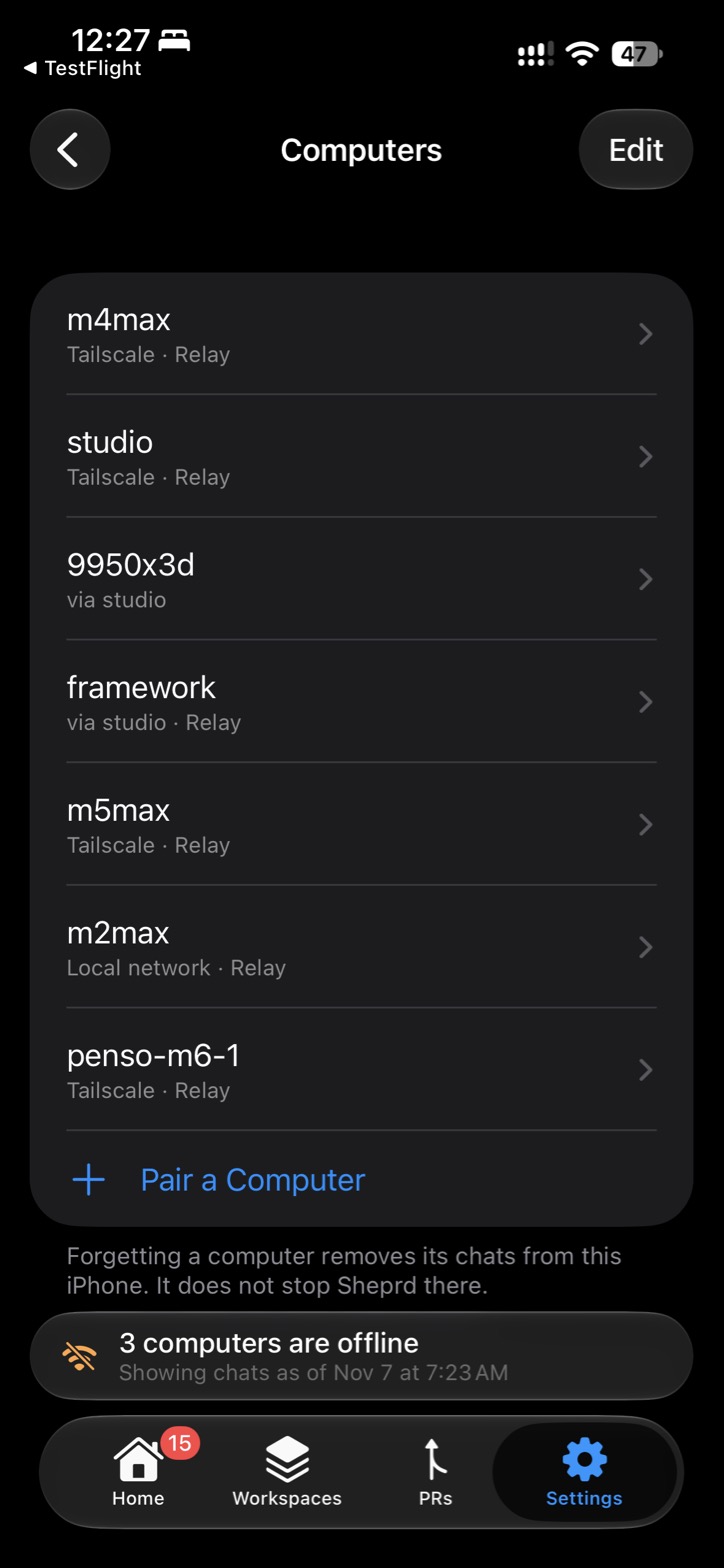 12:27
47
◀ TestFlight
Computers
Edit
m4max
Tailscale · Relay
studio
Tailscale · Relay
9950x3d
via studio
framework
via studio · Relay
m5max
Tailscale · Relay
m2max
Local network · Relay
penso-m6-1
Tailscale · Relay
Pair a Computer
Forgetting a computer removes its chats from this
iPhone. It does not stop Sheprd there.
3 computers are offline
Showing chats as of Nov 7 at 7:23 AM
15
Home
Workspaces
PRs
Settings